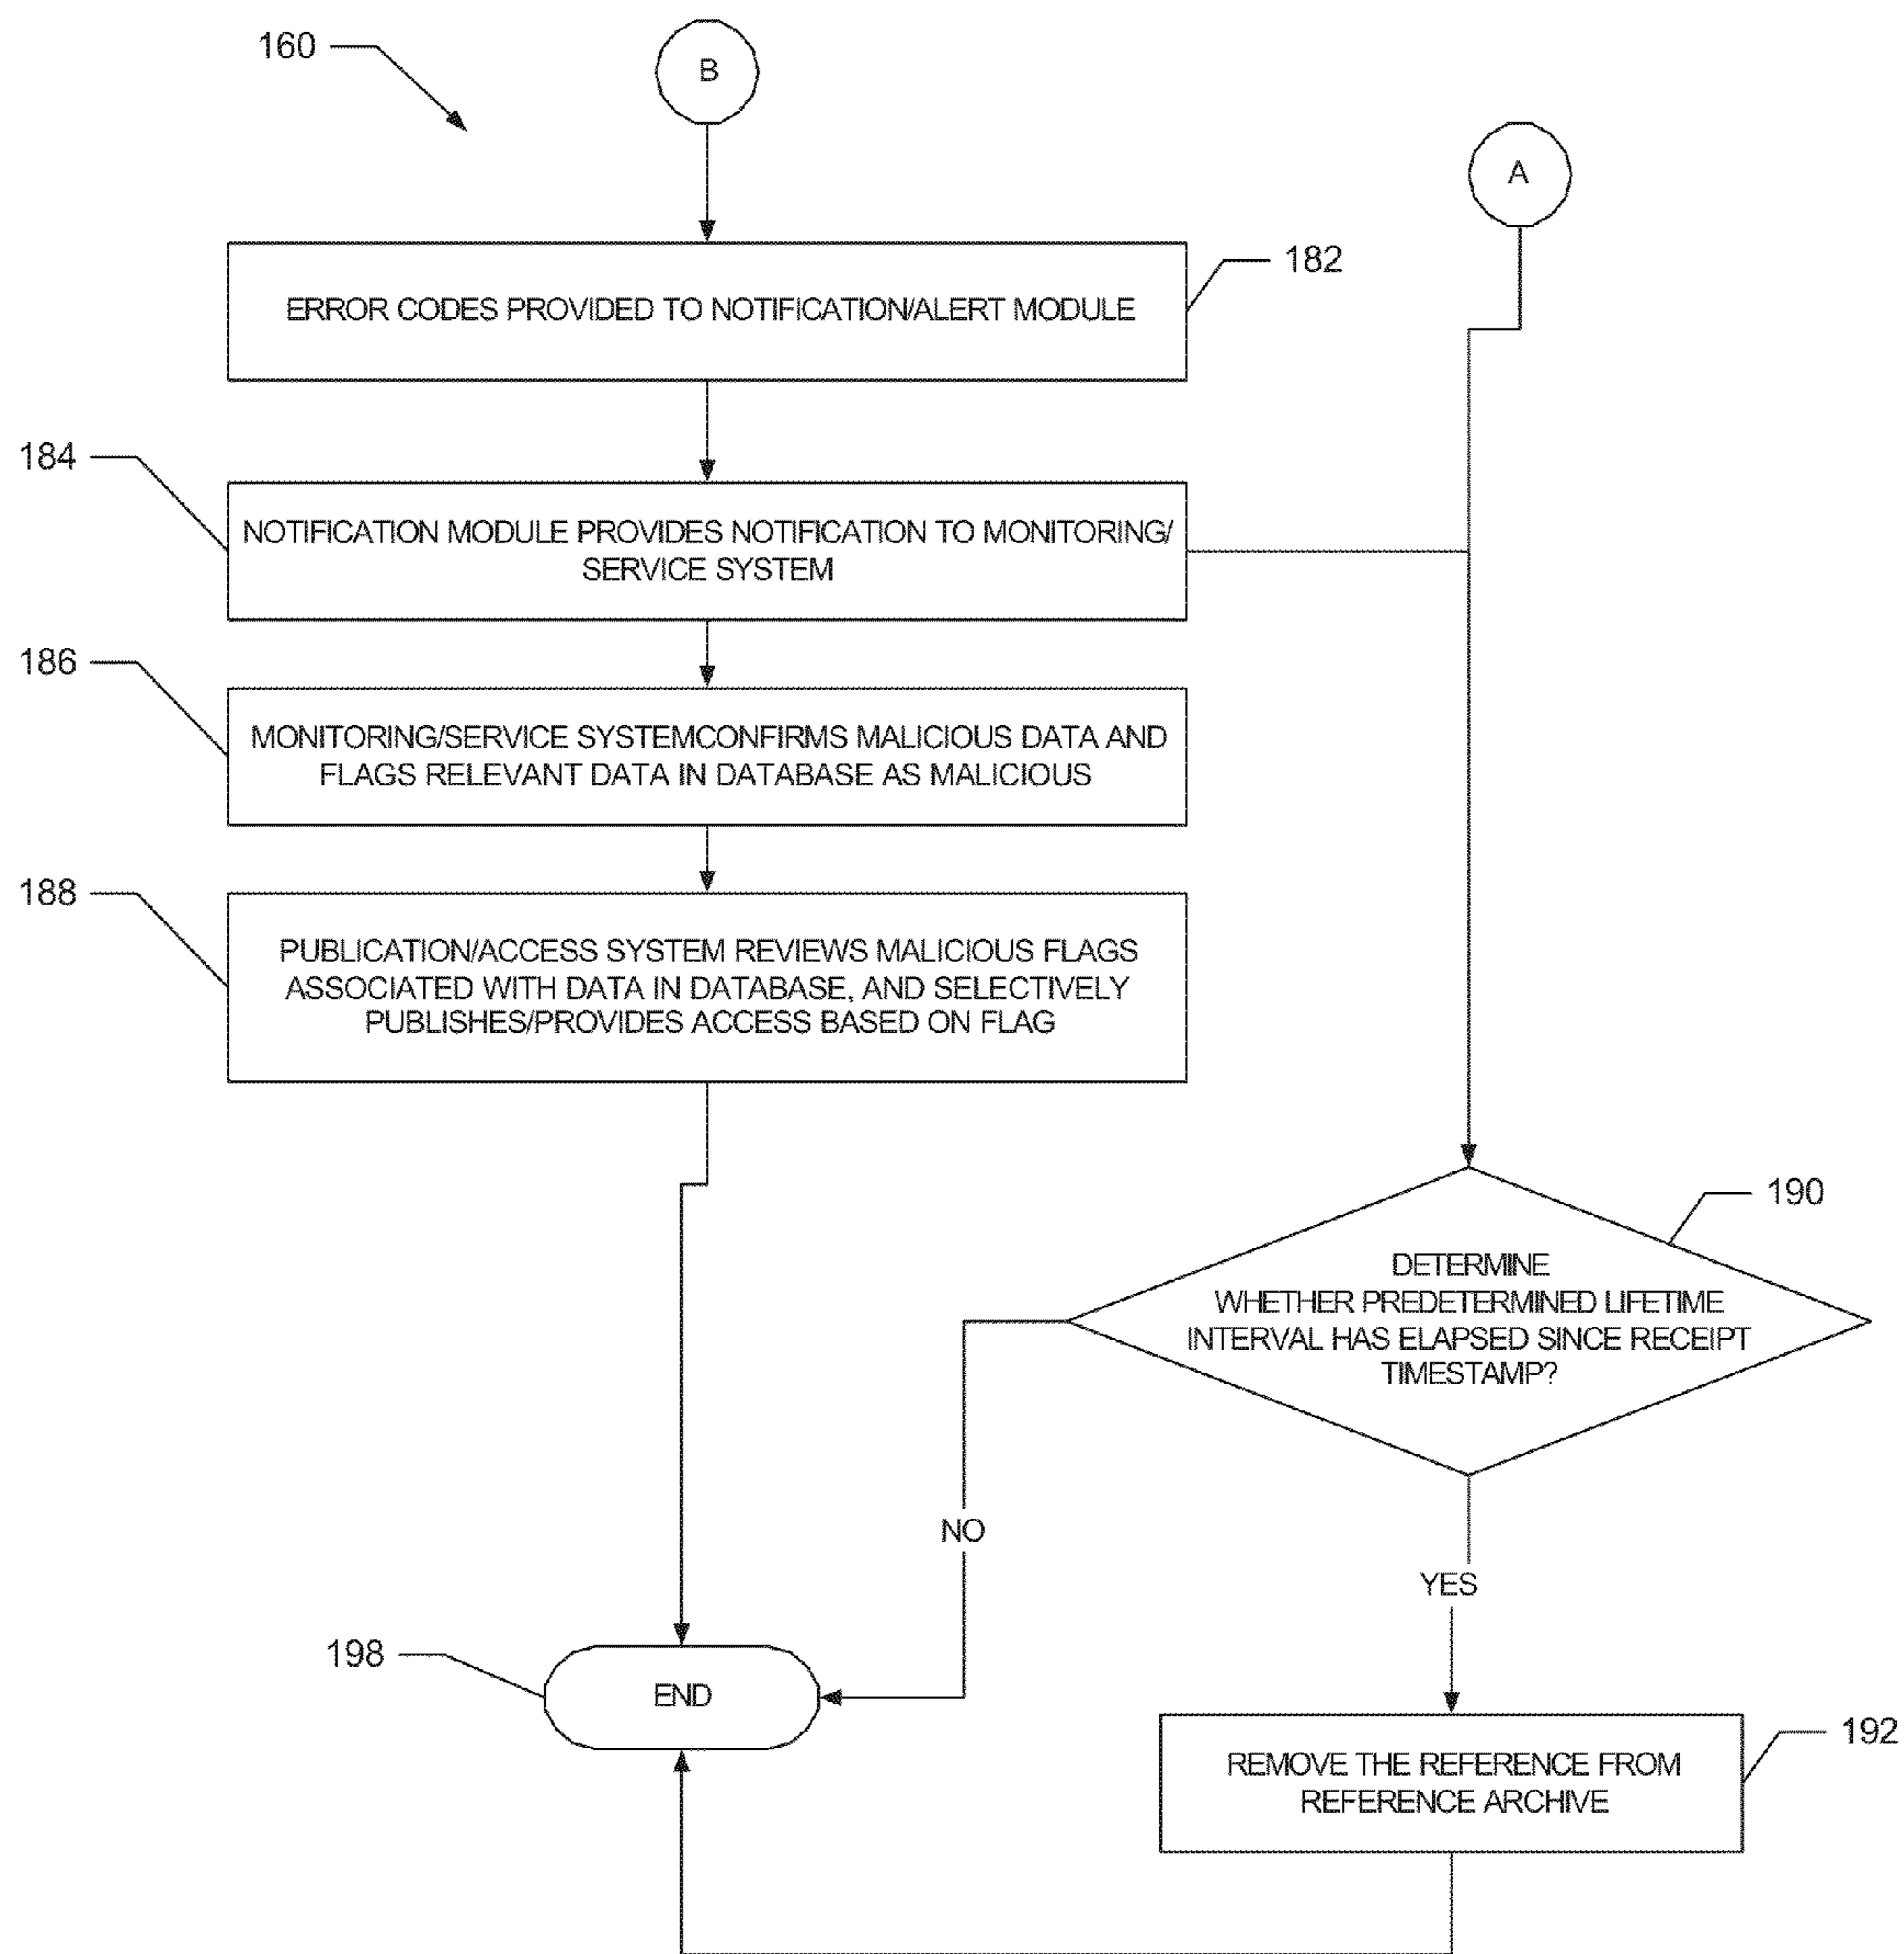 160
B
A
182
ERROR CODES PROVIDED TO NOTIFICATION/ALERT MODULE
184
NOTIFICATION MODULE PROVIDES NOTIFICATION TO MONITORING/
SERVICE SYSTEM
186
MONITORING/SERVICE SYSTEMCONFIRMS MALICIOUS DATA AND
FLAGS RELEVANT DATA IN DATABASE AS MALICIOUS
188
PUBLICATION/ACCESS SYSTEM REVIEWS MALICIOUS FLAGS
ASSOCIATED WITH DATA IN DATABASE, AND SELECTIVELY
PUBLISHES/PROVIDES ACCESS BASED ON FLAG
190
DETERMINE
WHETHER PREDETERMINED LIFETIME
INTERVAL HAS ELAPSED SINCE RECEIPT
TIMESTAMP?
NO
YES
198
END
192
REMOVE THE REFERENCE FROM
REFERENCE ARCHIVE